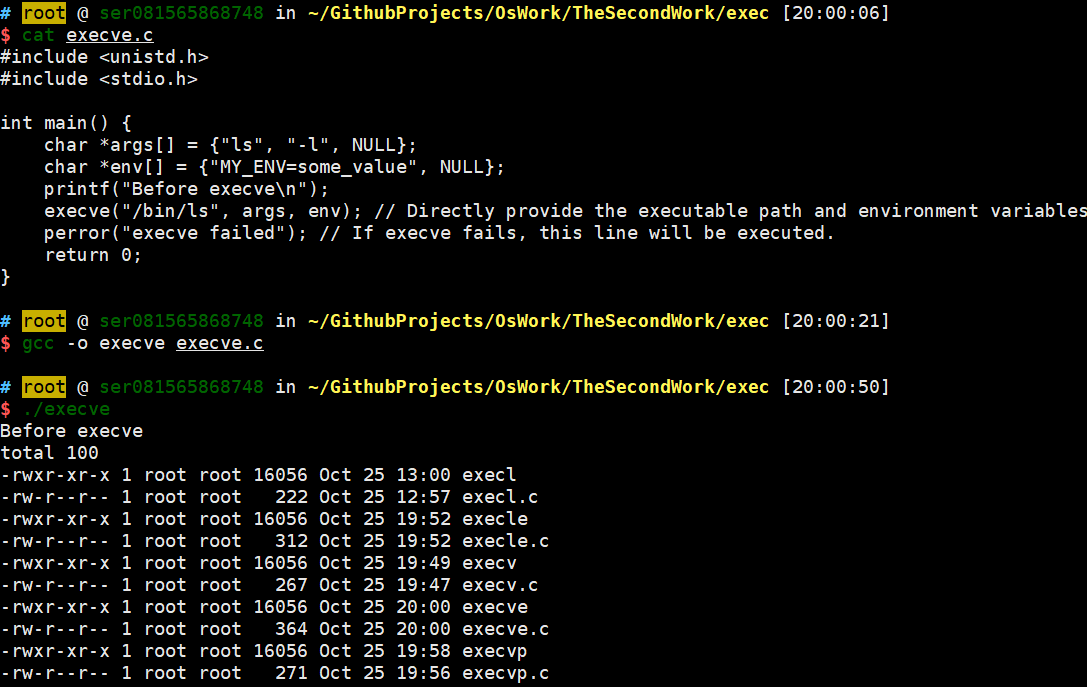 # root @ ser081565868748 in ~/GithubProjects/OsWork/TheSecondWork/exec [20:00:06]
$ cat execve.c
#include <unistd.h>
#include <stdio.h>
int main() {
    char *args[] = {"ls", "-l", NULL};
    char *env[] = {"MY_ENV=some_value", NULL};
    printf("Before execve\n");
    execve("/bin/ls", args, env); // Directly provide the executable path and environment variables
    perror("execve failed"); // If execve fails, this line will be executed.
    return 0;
}
# root @ ser081565868748 in ~/GithubProjects/OsWork/TheSecondWork/exec [20:00:21]
$ gcc -o execve execve.c
# root @ ser081565868748 in ~/GithubProjects/OsWork/TheSecondWork/exec [20:00:50]
$ ./execve
Before execve
total 100
-rwxr-xr-x 1 root root 16056 Oct 25 13:00 execl
-rw-r--r-- 1 root root   222 Oct 25 12:57 execl.c
-rwxr-xr-x 1 root root 16056 Oct 25 19:52 execle
-rw-r--r-- 1 root root   312 Oct 25 19:52 execle.c
-rwxr-xr-x 1 root root 16056 Oct 25 19:49 execv
-rw-r--r-- 1 root root   267 Oct 25 19:47 execv.c
-rwxr-xr-x 1 root root 16056 Oct 25 20:00 execve
-rw-r--r-- 1 root root   364 Oct 25 20:00 execve.c
-rwxr-xr-x 1 root root 16056 Oct 25 19:58 execvp
-rw-r--r-- 1 root root   271 Oct 25 19:56 execvp.c